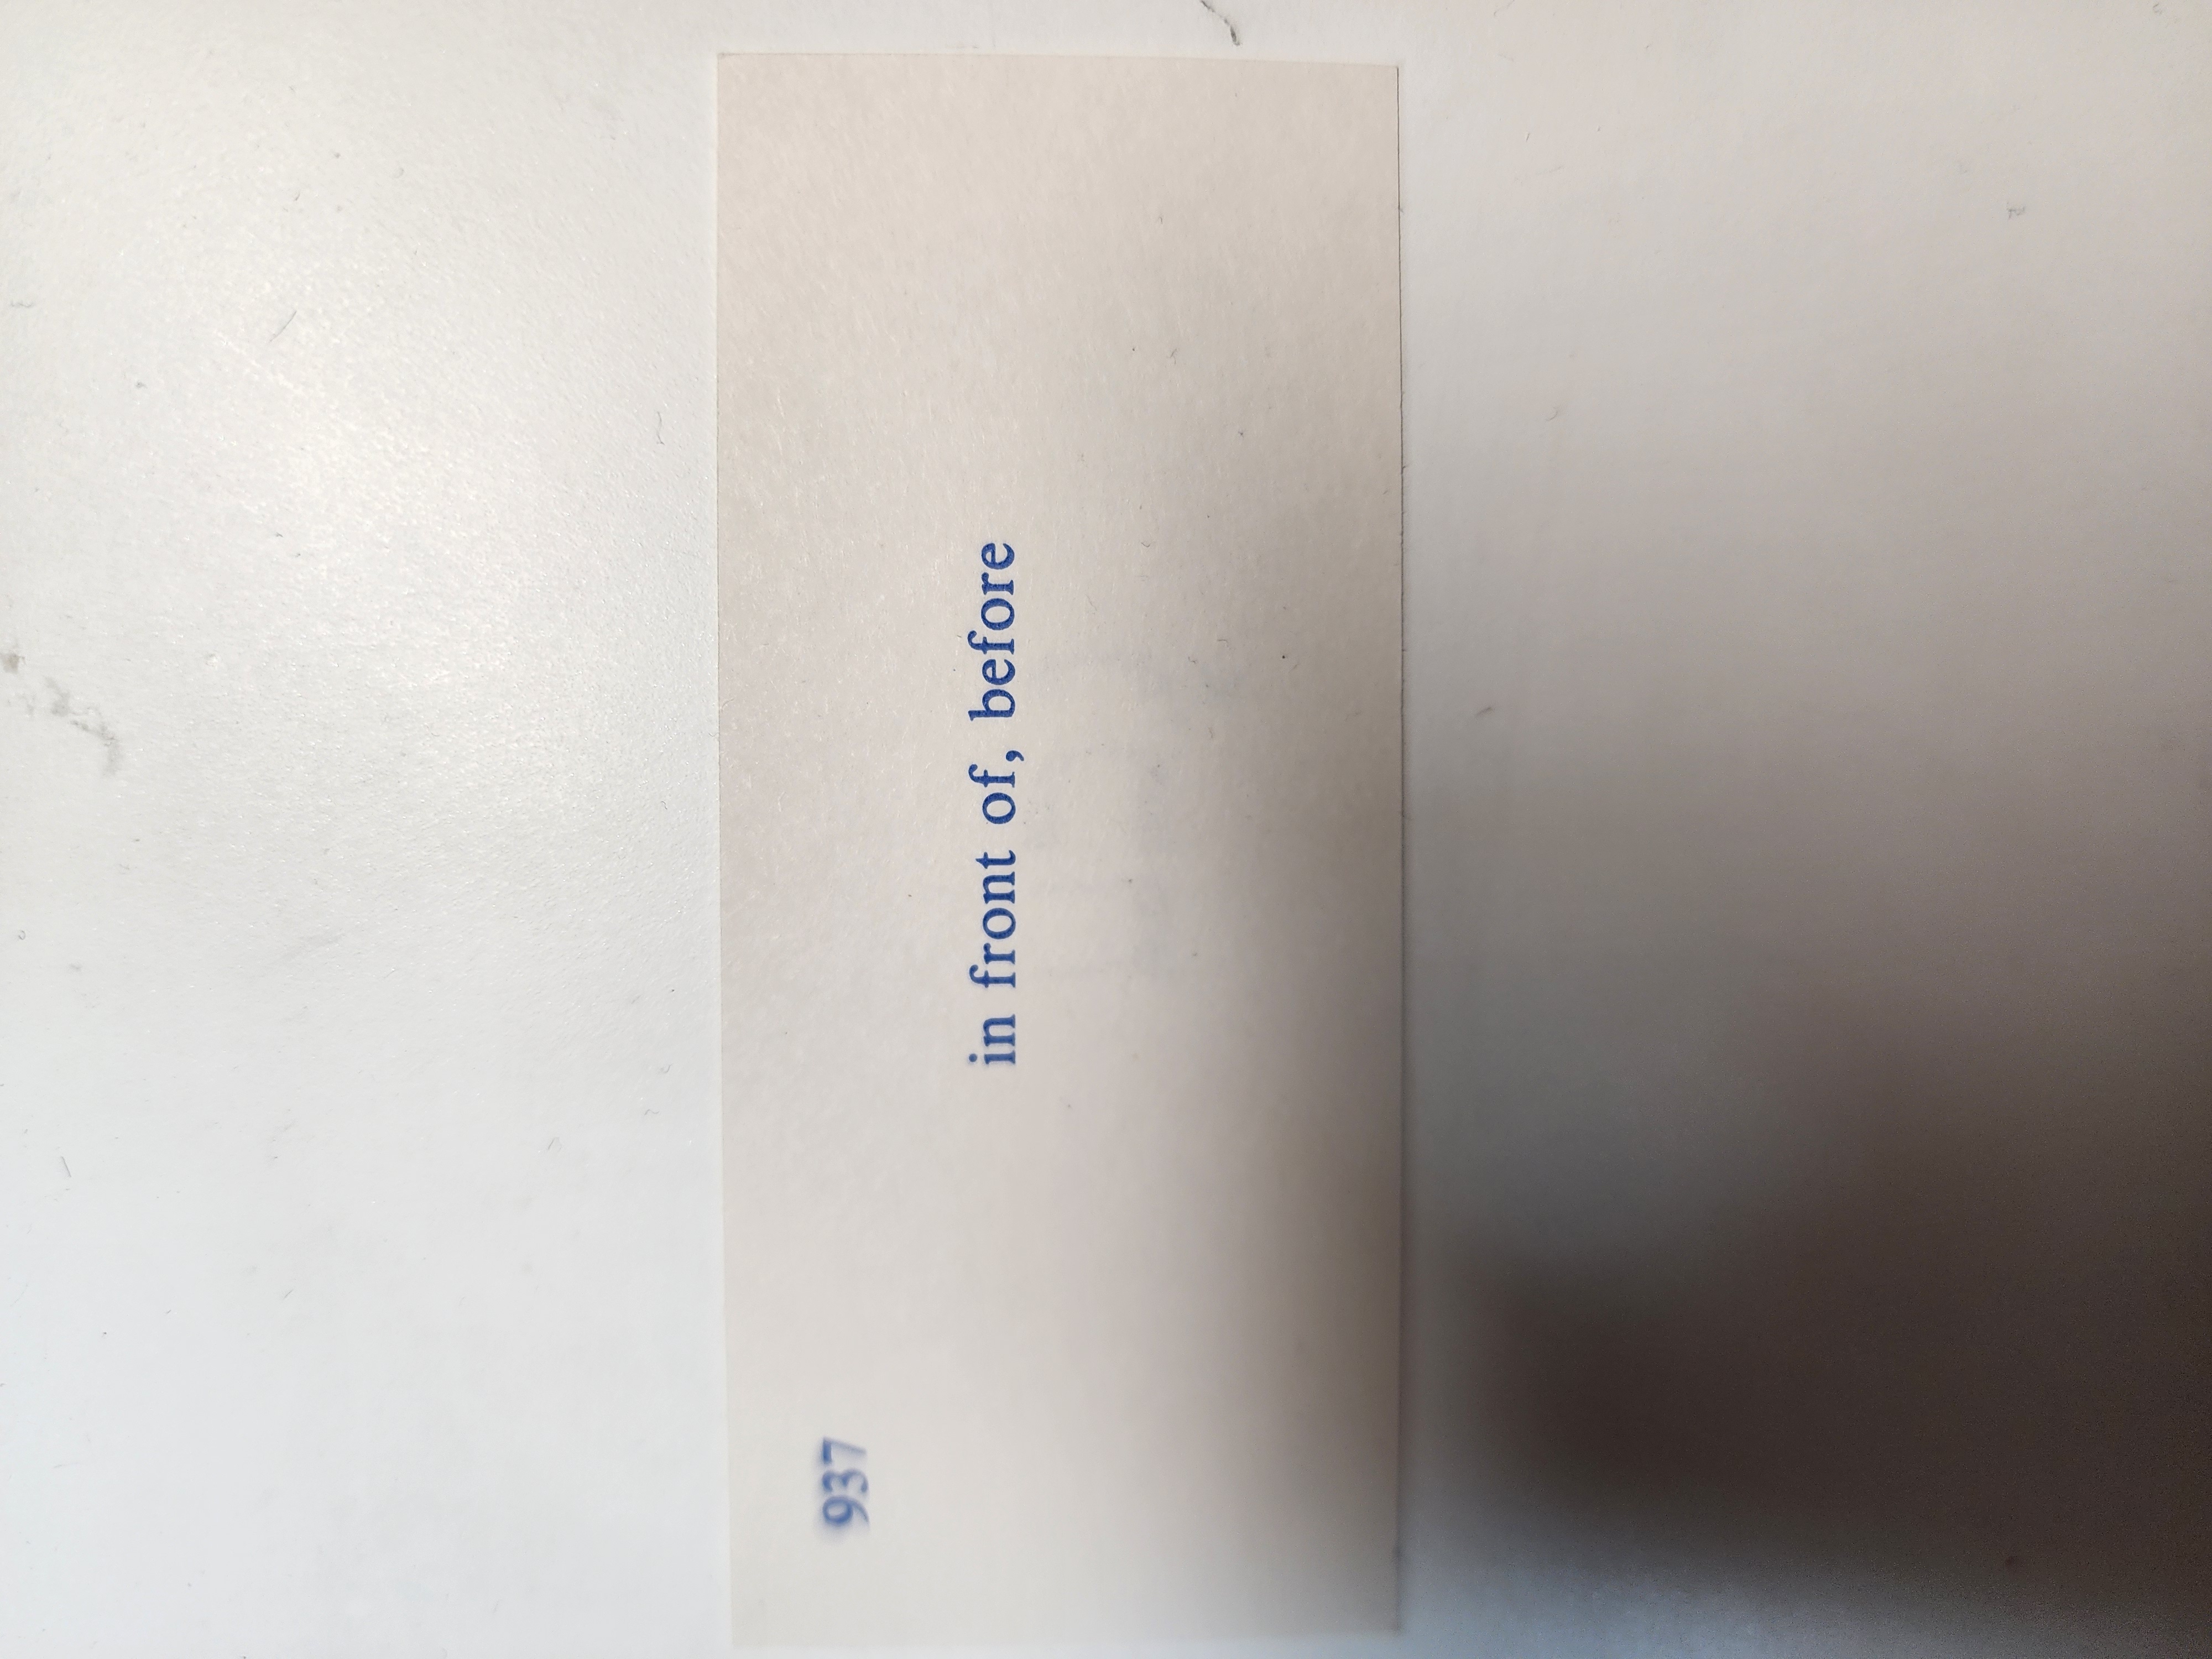 937
in front of, before